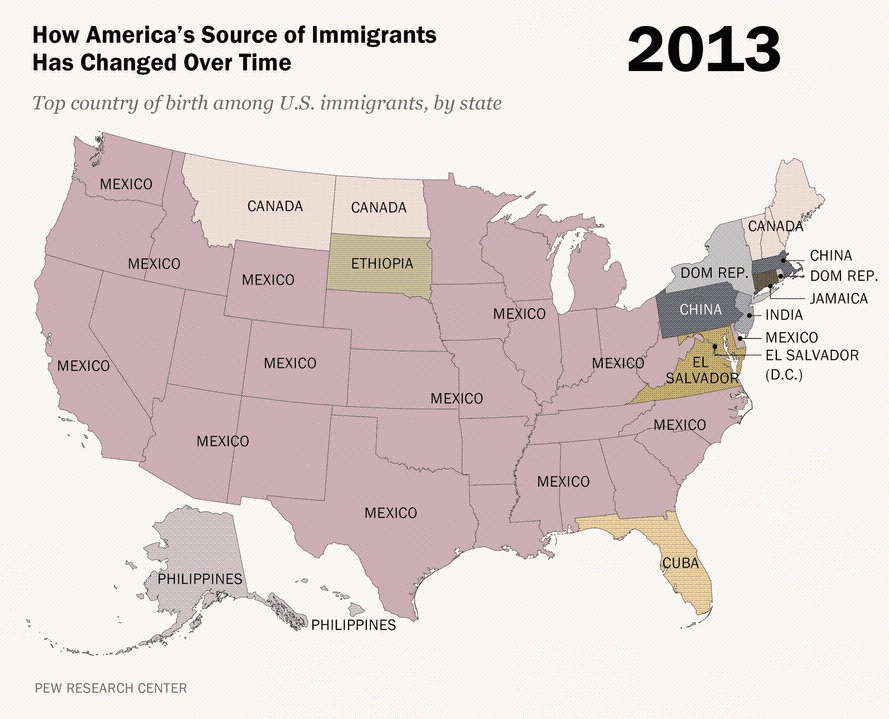 How America's Source of Immigrants
Has Changed Over Time
2013
Top country of birth among U.S. immigrants, by state
MEXICO
CANADA
CANADA
CANADA
MEXICO
ETHIOPIA
MEXICO
DOM REP.
CHINA
DOM REP.
JAMAICA
MEXICO
CHINA
INDIA
MEXICO
EL SALVADOR
(D.C.)
MEXICO
MEXICO
MEXICO
EL
SALVADOR
MEXICO
MEXICO
MEXICO
MEXICO
MEXICO
CUBA
PHILIPPINES
PHILIPPINES
PEW RESEARCH CENTER